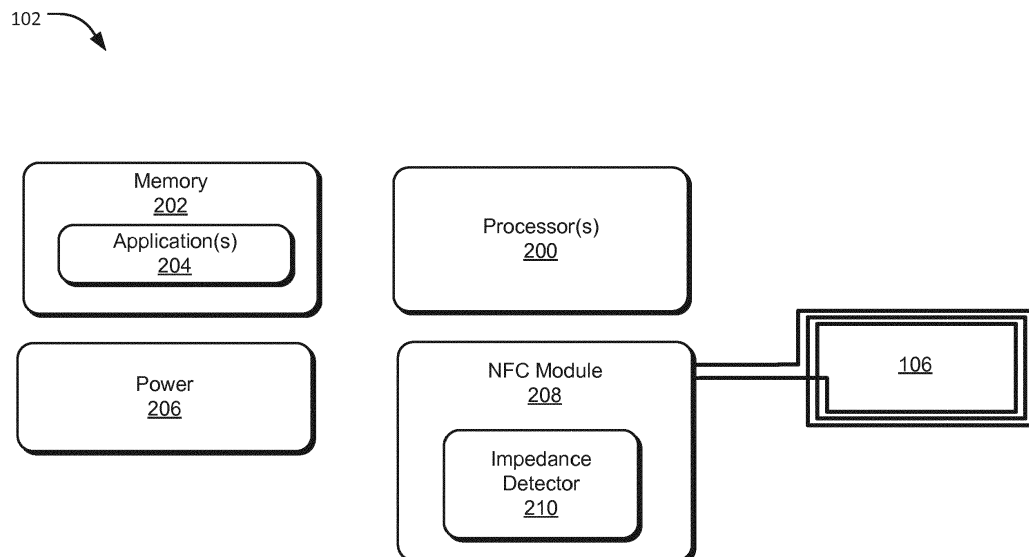 102
Memory
202
Application(s)
204
Processor(s)
200
Power
206
NFC Module
208
106
Impedance
Detector
210